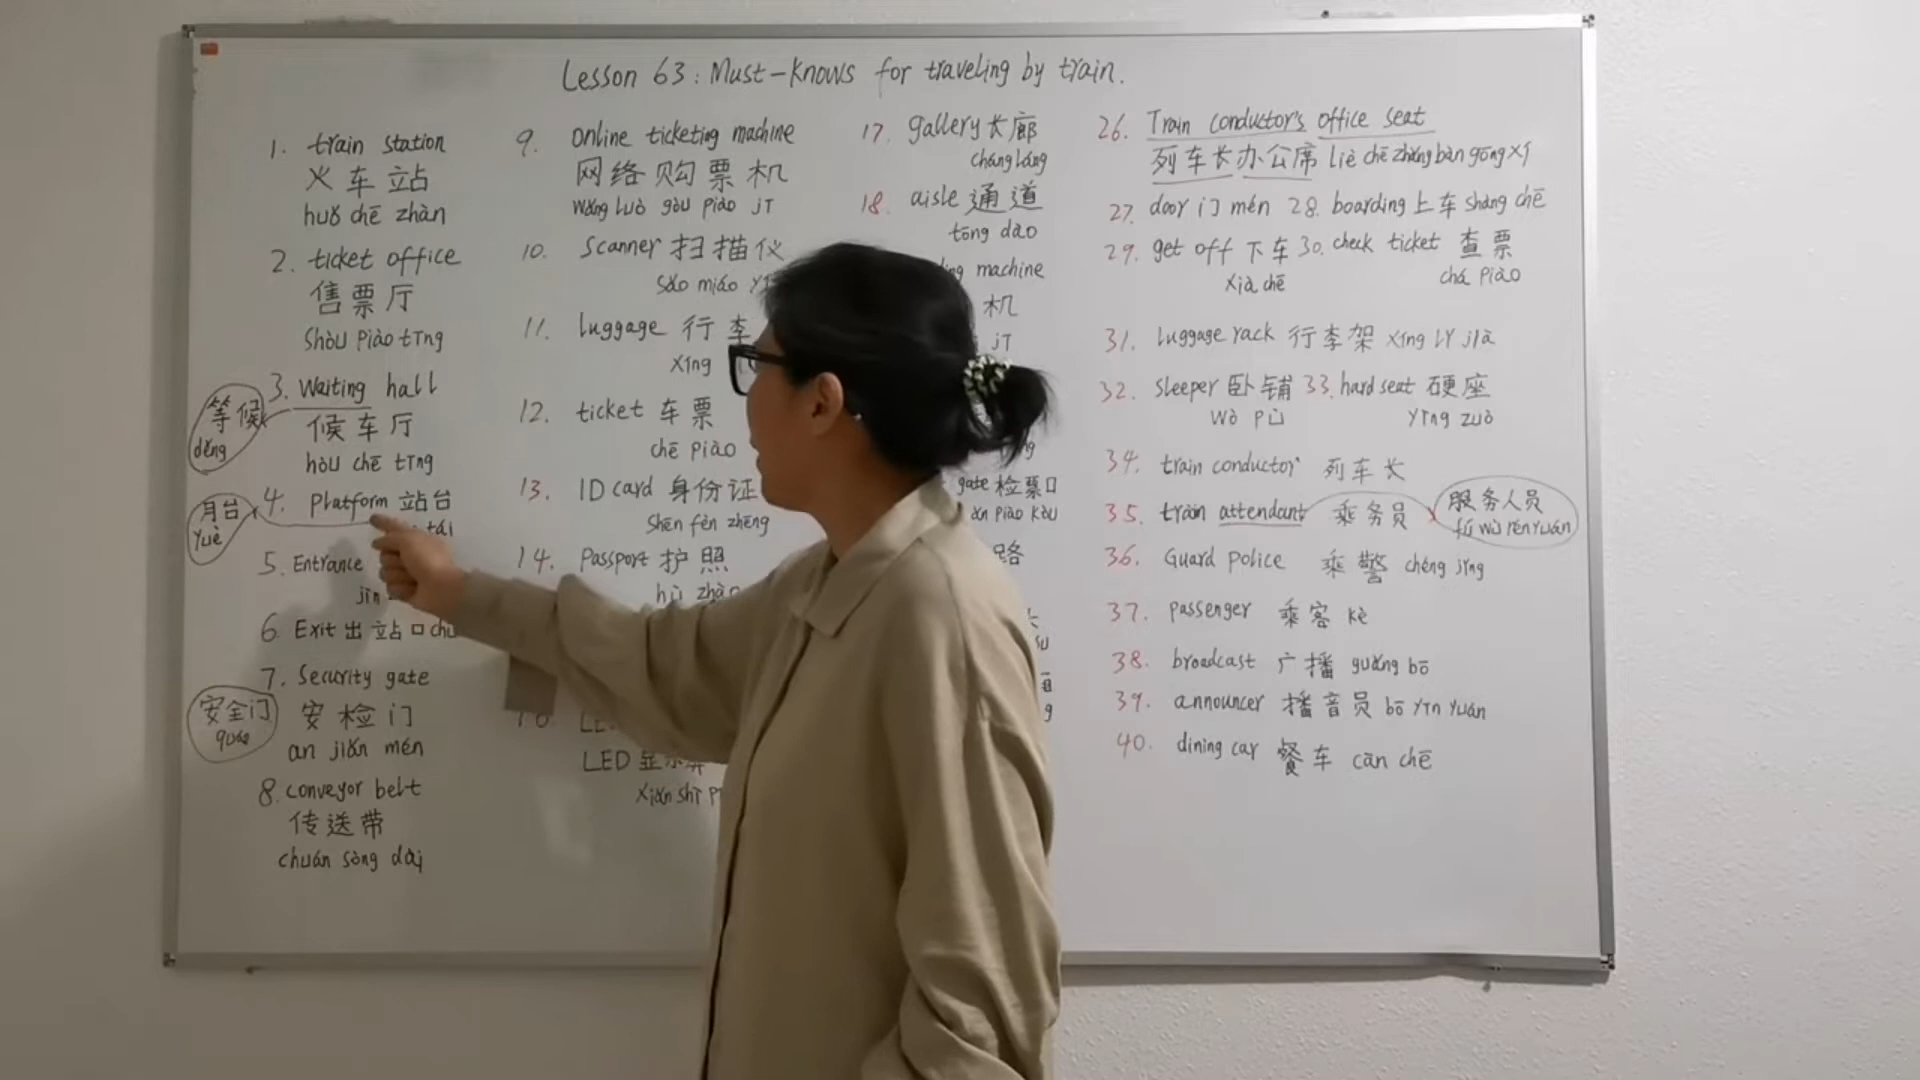 Lesson 63: Must-Knows for traveling by train.
1. train station
火车站
huǒ chē zhàn
2. ticket office
售票厅
shòu piào tīng
3. Waiting hall
等候
děng
候车厅
hòu chē tīng
4. Platform 站台
tái
月台
yuè
5. Entrance
jìn
6. Exit 出站口 chū
7. Security gate
安全门
quán
安检门
an jiǎn mén
8. conveyor belt
传送带
chuán sòng dài
9. Online ticketing machine
网络购票机
wǎng luò gòu piào jī
10. Scanner 扫描仪
sǎo miáo yí
11. luggage 行李
xíng
12. ticket 车票
chē piào
13. ID card 身份证
shēn fèn zhèng
14. Passport 护照
hù zhào
LED
xiǎn shì
17. gallery 长廊
cháng láng
18. aisle 通道
tōng dào
machine
机
jī
gate 检票口
piào kǒu
路
26. Train conductor's office seat
列车长办公席 liè chē zhǎng bàn gōng xí
27. door 门 mén 28. boarding 上车 shàng chē
29. get off 下车 30. check ticket 查票
xià chē chá piào
31. luggage rack 行李架 xíng lǐ jià
32. sleeper 卧铺 33. hard seat 硬座
wò pù yìng zuò
34. train conductor 列车长
35. train attendant 乘务员 服务人员
fú wù rén yuán
36. Guard police 乘警 chéng jǐng
37. passenger 乘客 kè
38. broadcast 广播 guǎng bō
39. announcer 播音员 bō yīn yuán
40. dining car 餐车 cān chē